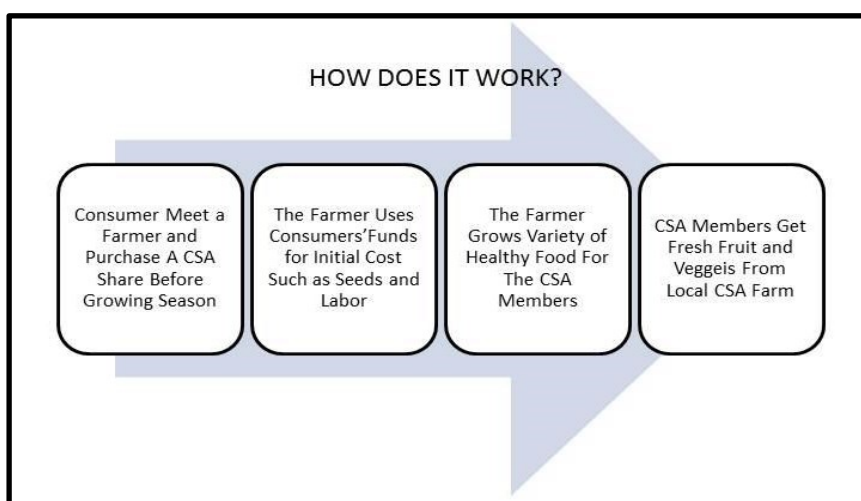 HOW DOES IT WORK?
Consumer Meet a
Farmer and
Purchase A CSA
Share Before
Growing Season
The Farmer Uses
Consumers'Funds
for Initial Cost
Such as Seeds and
Labor
The Farmer
Grows Variety of
Healthy Food For
The CSA
Members
CSA Members Get
Fresh Fruit and
Veggeis From
Local CSA Farm